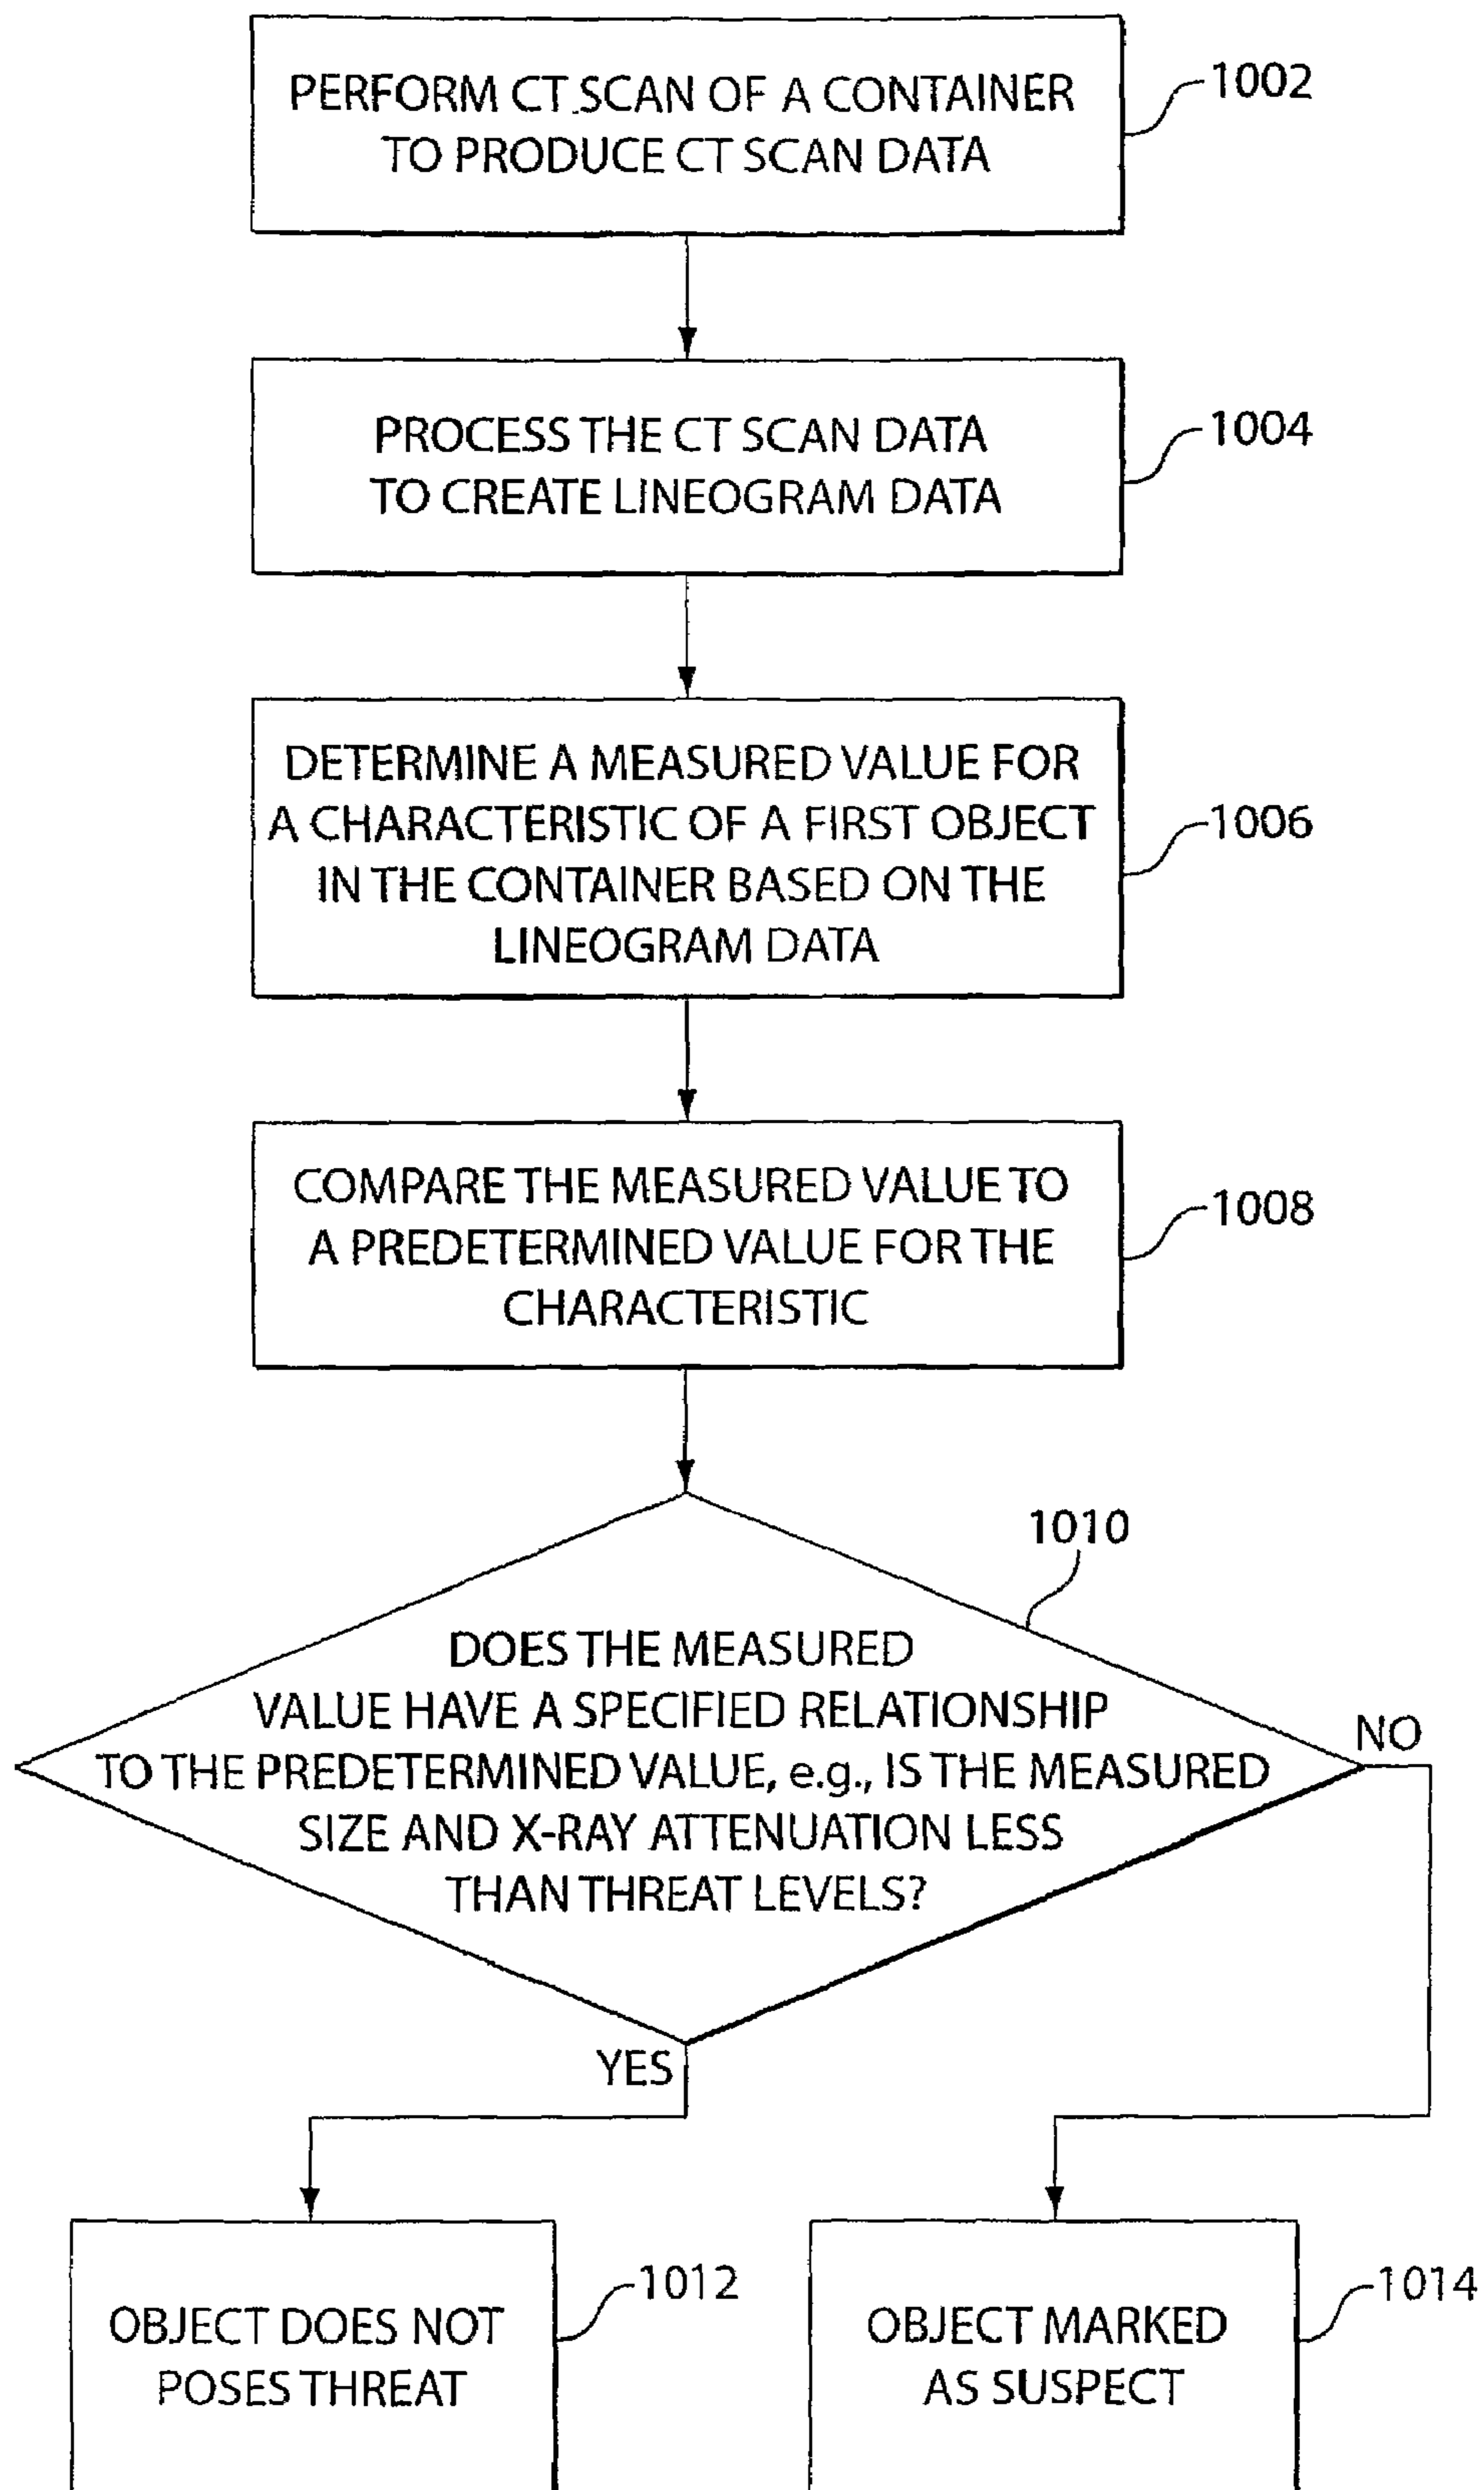 PERFORM CT SCAN OF A CONTAINER
TO PRODUCE CT SCAN DATA
1002
PROCESS THE CT SCAN DATA
TO CREATE LINEOGRAM DATA
1004
DETERMINE A MEASURED VALUE FOR
A CHARACTERISTIC OF A FIRST OBJECT
IN THE CONTAINER BASED ON THE
LINEOGRAM DATA
1006
COMPARE THE MEASURED VALUE TO
A PREDETERMINED VALUE FOR THE
CHARACTERISTIC
1008
1010
DOES THE MEASURED
VALUE HAVE A SPECIFIED RELATIONSHIP
TO THE PREDETERMINED VALUE, e.g., IS THE MEASURED
SIZE AND X-RAY ATTENUATION LESS
THAN THREAT LEVELS?
NO
YES
OBJECT DOES NOT
POSES THREAT
1012
OBJECT MARKED
AS SUSPECT
1014